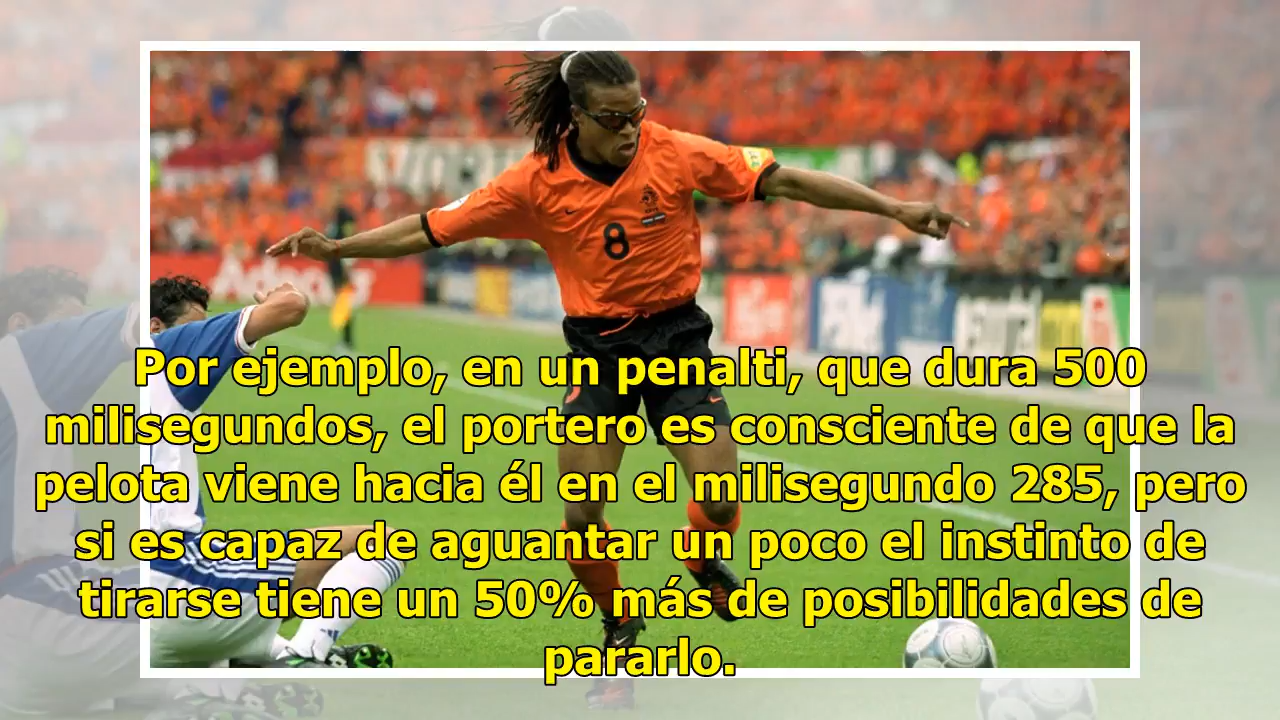 8
Por ejemplo, en un penalti, que dura 500
milisegundos, el portero es consciente de que la
pelota viene hacia él en el milisegundo 285, pero
si es capaz de aguantar un poco el instinto de
tirarse tiene un 50% más de posibilidades de
pararlo.